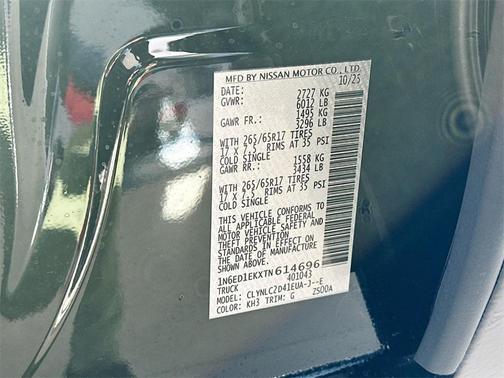 MFD BY NISSAN MOTOR CO., LTD.
DATE: 10/25
GVWR: 2727 KG
6012 LB
GAWR FR.: 1495 KG
3296 LB
WITH 265/65R17 TIRES
17 X 7.5 RIMS AT 35 PSI
COLD SINGLE
GAWR RR.: 1558 KG
3434 LB
WITH 265/65R17 TIRES
17 X 7.5 RIMS AT 35 PSI
COLD SINGLE
THIS VEHICLE CONFORMS TO
ALL APPLICABLE FEDERAL
MOTOR VEHICLE SAFETY AND
THEFT PREVENTION
STANDARDS IN EFFECT ON
THE DATE OF MANUFACTURE
SHOWN ABOVE.
1N6ED1EKXTN614696
TRUCK 401043
MODEL: CLYNLC2D41EUA-J--E
COLOR: KH3 TRIM: G ZS00A